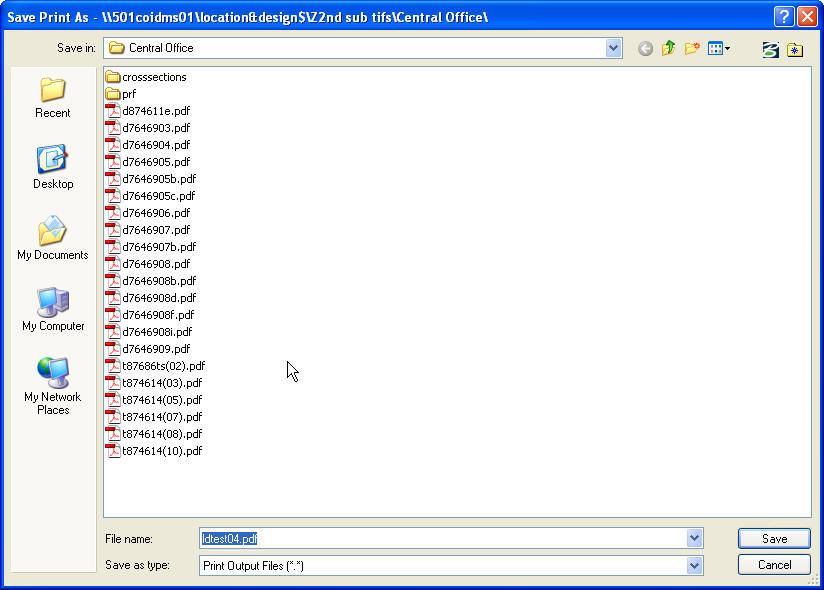 Save Print As - \\501coidms01\location&design$\Z2nd sub tifs\Central Office\
Save in: Central Office
Recent
Desktop
My Documents
My Computer
My Network
Places
crosssections
prf
d874611e.pdf
d7646903.pdf
d7646904.pdf
d7646905.pdf
d7646905b.pdf
d7646905c.pdf
d7646906.pdf
d7646907.pdf
d7646907b.pdf
d7646908.pdf
d7646908b.pdf
d7646908d.pdf
d7646908f.pdf
d7646908i.pdf
d7646909.pdf
t87686ts(02).pdf
t874614(03).pdf
t874614(05).pdf
t874614(07).pdf
t874614(08).pdf
t874614(10).pdf
File name: ldtest04.pdf Save
Save as type: Print Output Files (*.*) Cancel